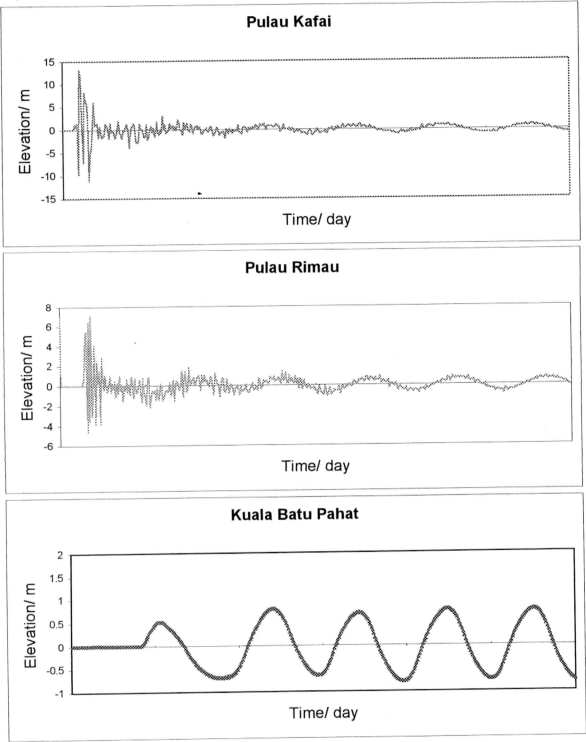 Pulau Kafai
15
10
5
0
-5
-10
-15
Elevation/ m
Time/ day
Pulau Rimau
8
6
4
2
0
-2
-4
-6
Elevation/ m
Time/ day
Kuala Batu Pahat
2
1.5
1
0.5
0
-0.5
-1
Elevation/ m
Time/ day